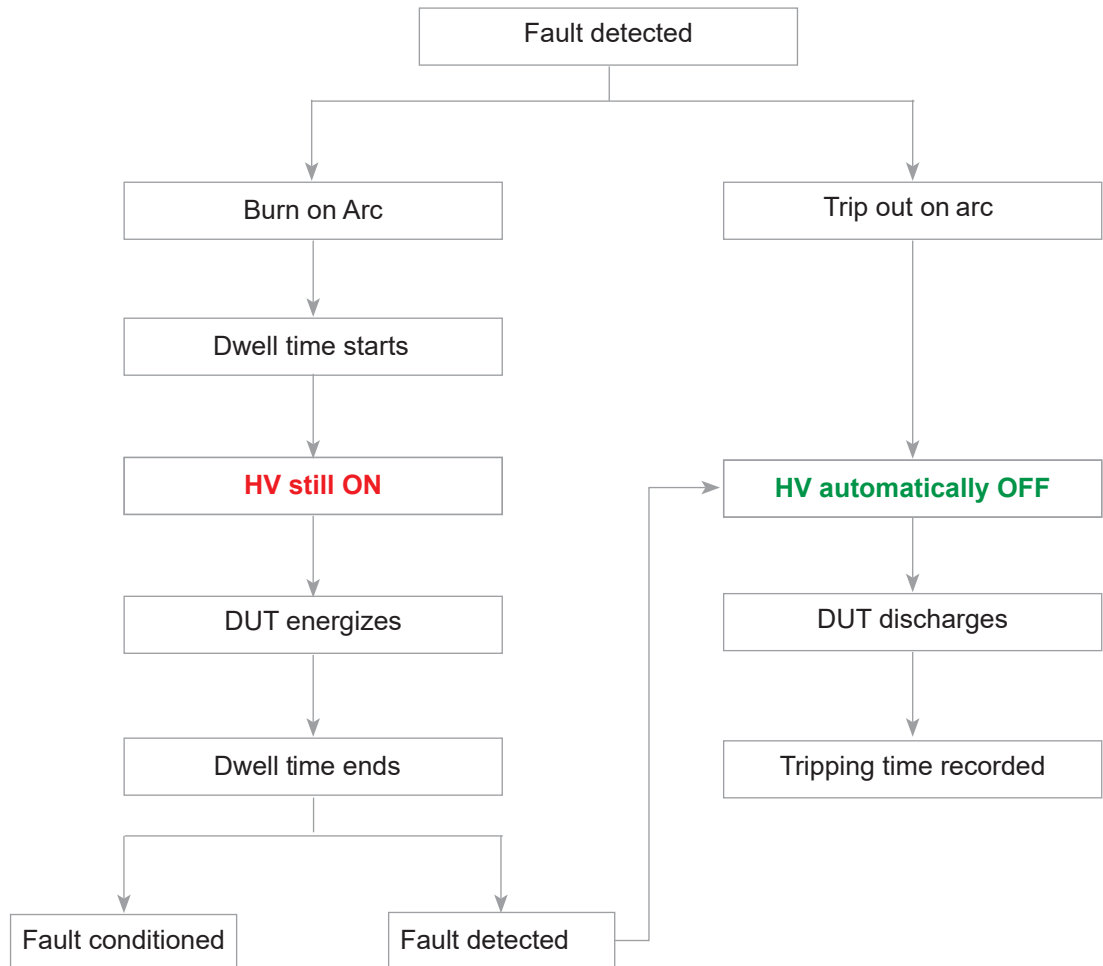 Fault detected
Burn on Arc
Trip out on arc
Dwell time starts
HV still ON
HV automatically OFF
DUT energizes
DUT discharges
Dwell time ends
Tripping time recorded
Fault conditioned
Fault detected